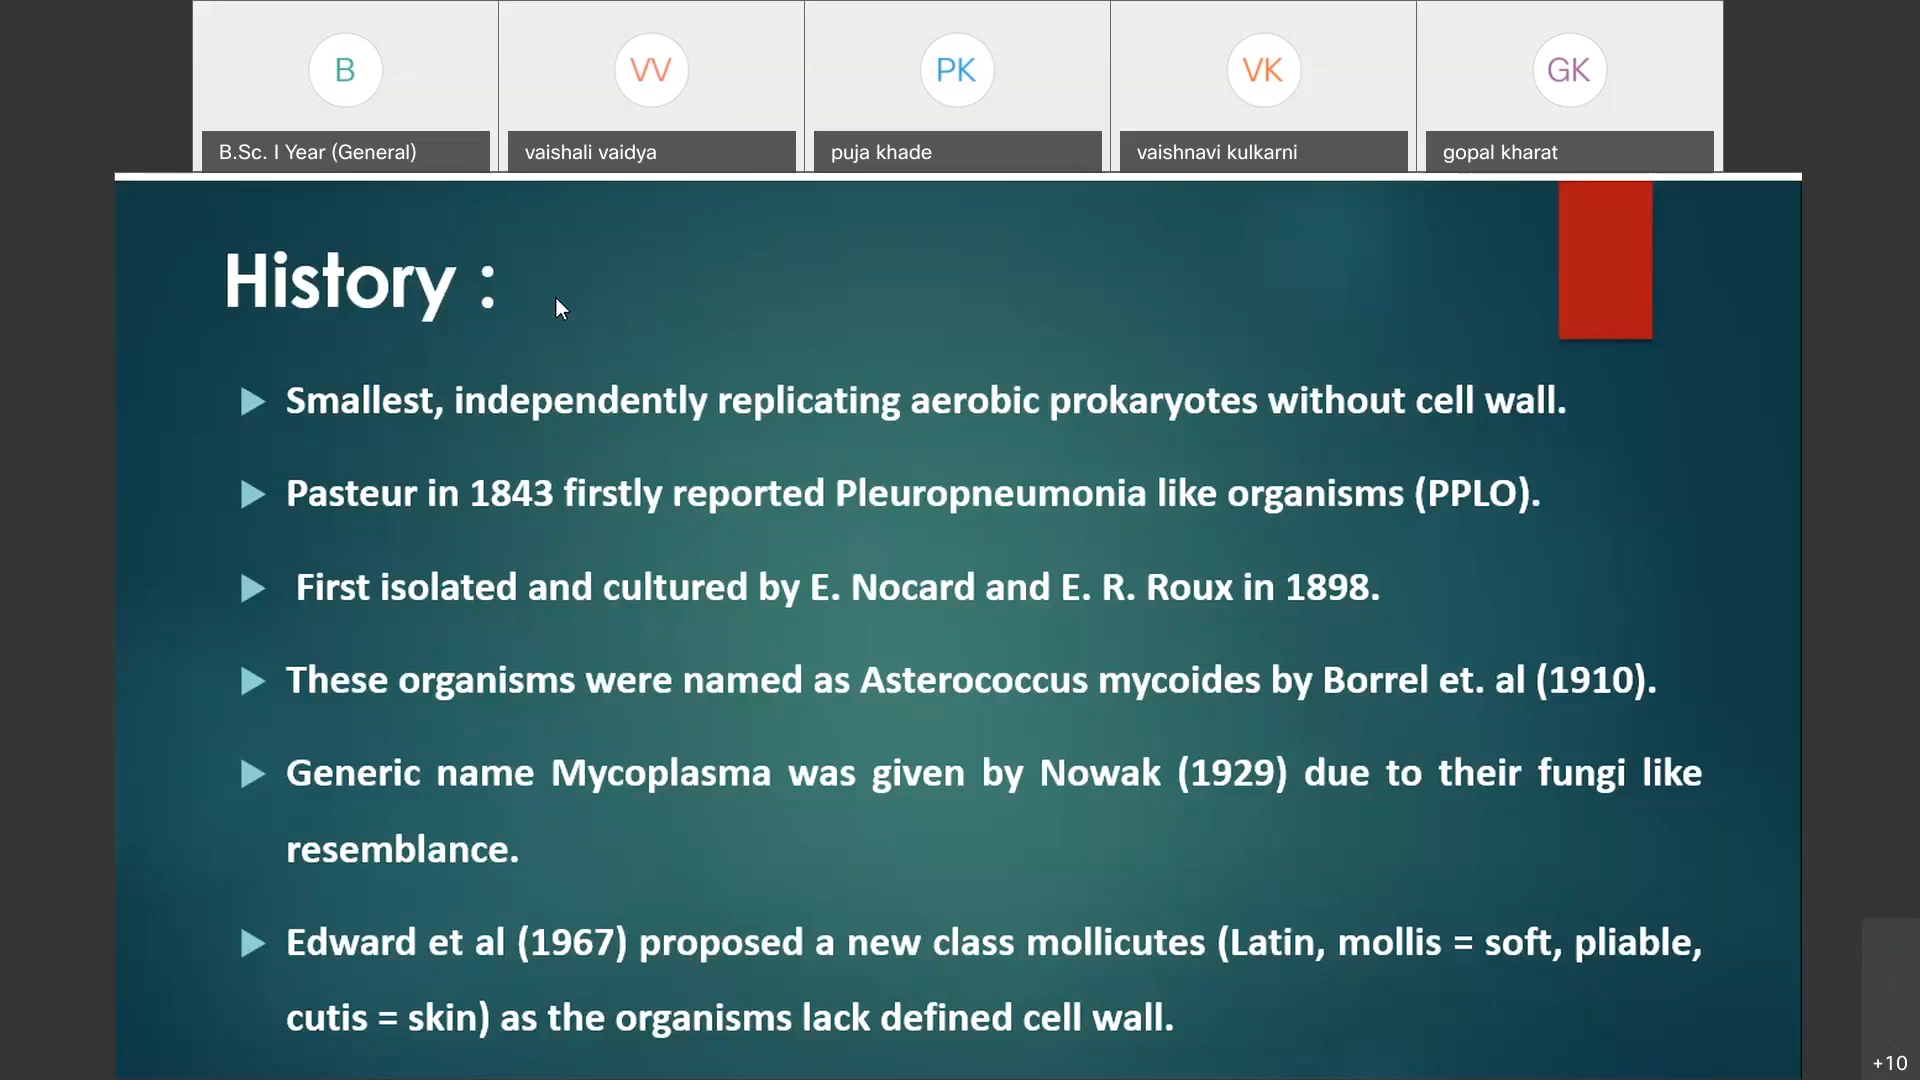 B
VV
PK
VK
GK
B.Sc. I Year (General)
vaishali vaidya
puja khade
vaishnavi kulkarni
gopal kharat
History :
Smallest, independently replicating aerobic prokaryotes without cell wall.
Pasteur in 1843 firstly reported Pleuropneumonia like organisms (PPLO).
First isolated and cultured by E. Nocard and E. R. Roux in 1898.
These organisms were named as Asterococcus mycoides by Borrel et. al (1910).
Generic name Mycoplasma was given by Nowak (1929) due to their fungi like
resemblance.
Edward et al (1967) proposed a new class mollicutes (Latin, mollis = soft, pliable,
cutis = skin) as the organisms lack defined cell wall.
+10